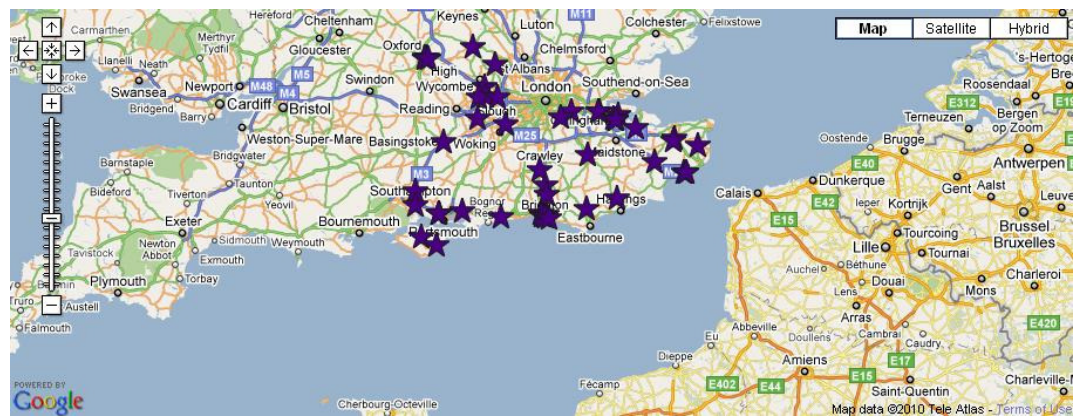 Carmarthen
Hereford
Cheltenham
Keynes
Luton
M11
Colchester
Felixstowe
Map
Satellite
Hybrid
Merthyr
Tydfil
Gloucester
Oxford
St Albans
Chelmsford
's-Hertoge
Llanelli
Neath
M5
High
Wycombe
Southend-on-Sea
Roosendaal
Bre
Swansea
Newport
M48
Swindon
London
E312
Bridgend
Cardiff
M4
Bristol
Reading
Slough
Bergen
op Zoom
Barry
Terneuzen
Weston-Super-Mare
M25
Basingstoke
Woking
Oostende
Brugge
Antwerpen
Barnstaple
Bridgwater
Crawley
Maidstone
E40
Bideford
Taunton
M3
Calais
Dunkerque
Gent
Aalst
Tiverton
Yeovil
Southampton
Bognor
Brighton
Hastings
E42
Ieper
Kortrijk
Brussel
Exeter
Bournemouth
Portsmouth
E15
Tourcoing
Bruxelles
Tavistock
Newton
Abbot
Sidmouth
Exmouth
Weymouth
Eastbourne
Lille
Tournai
Plymouth
Torbay
Auchel
Béthune
Charleroi
Truro
St Austell
Lens
Douai
Mons
Falmouth
Arras
E420
Eu
Abbeville
Doullens
Cambrai
Caudry
Dieppe
E17
Amiens
POWERED BY
Google
Fécamp
E402
E44
E15
Saint-Quentin
Charleville-M
Cherbourg-Octeville
Map data ©2010 Tele Atlas - Terms of Use